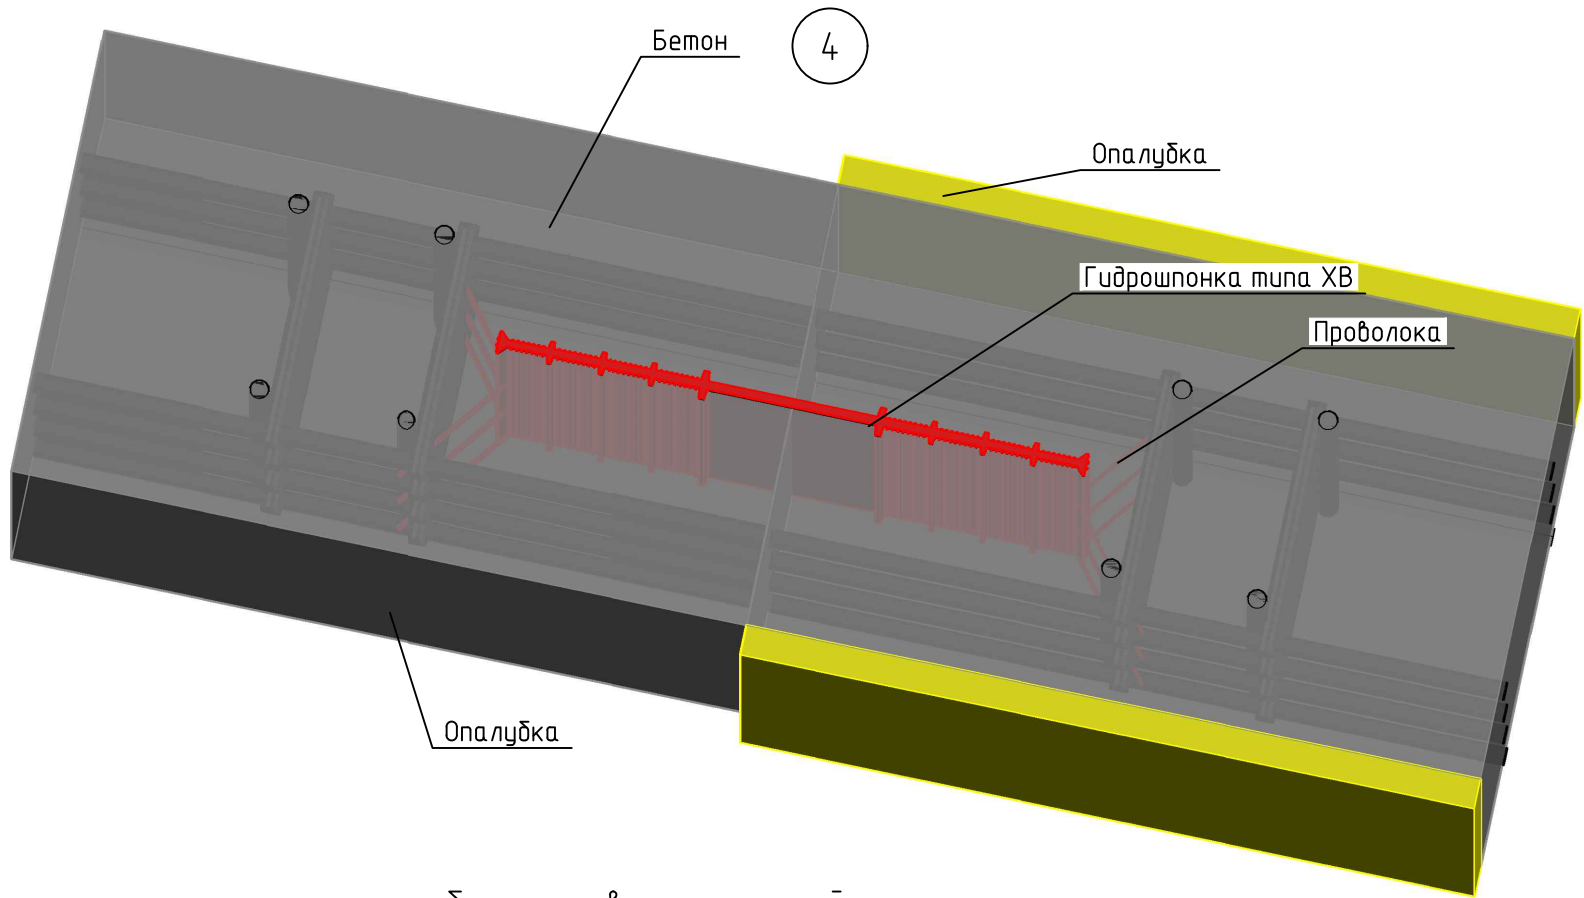 Бетон
4
Опалубка
Гидрошпонка типа ХВ
Проволока
Опалубка